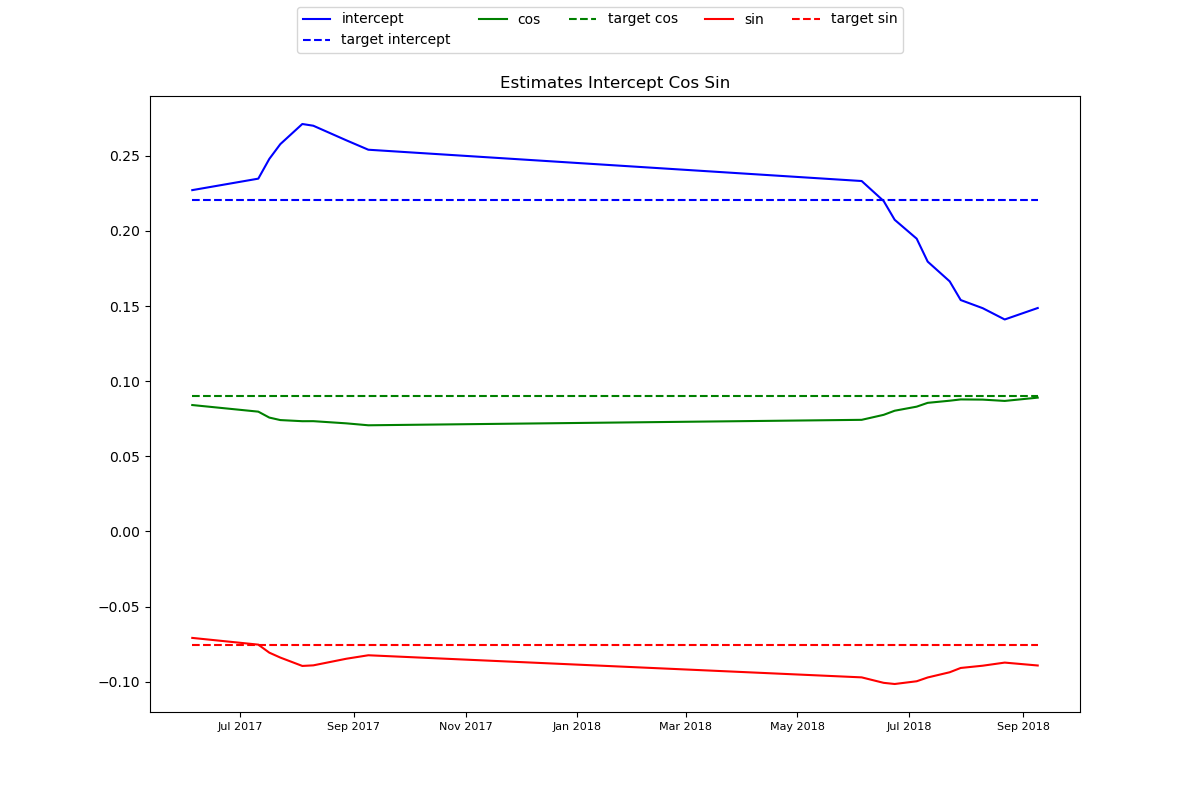 intercept cos target cos sin target sin
target intercept
Estimates Intercept Cos Sin
0.25
0.20
0.15
0.10
0.05
0.00
−0.05
−0.10
Jul 2017 Sep 2017 Nov 2017 Jan 2018 Mar 2018 May 2018 Jul 2018 Sep 2018